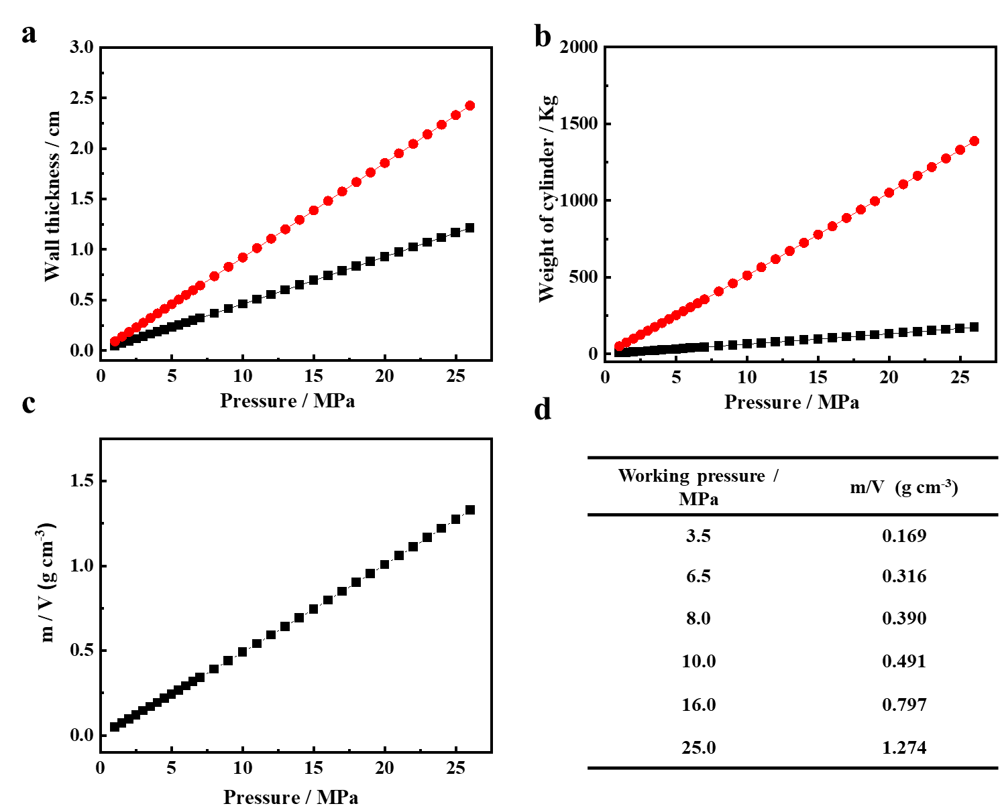 a
3.0
2.5
2.0
1.5
1.0
0.5
0.0
Wall thickness / cm
0 5 10 15 20 25
Pressure / MPa
b
2000
1500
1000
500
0
Weight of cylinder / Kg
0 5 10 15 20 25
Pressure / MPa
c
1.5
1.0
0.5
0.0
m / V (g cm-3)
0 5 10 15 20 25
Pressure / MPa
d
Working pressure /
MPa
m/V (g cm-3)
3.5 0.169
6.5 0.316
8.0 0.390
10.0 0.491
16.0 0.797
25.0 1.274